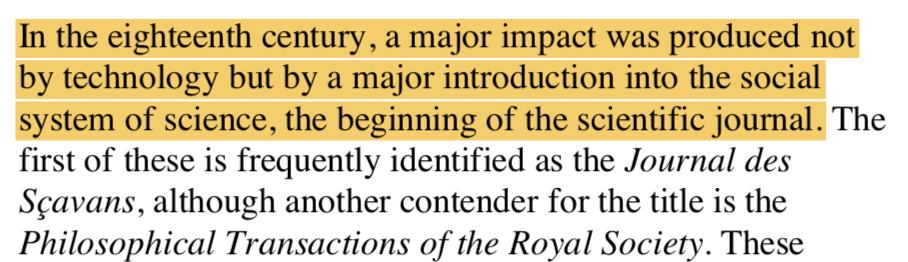 In the eighteenth century, a major impact was produced not
by technology but by a major introduction into the social
system of science, the beginning of the scientific journal. The
first of these is frequently identified as the Journal des
Sçavans, although another contender for the title is the
Philosophical Transactions of the Royal Society. These